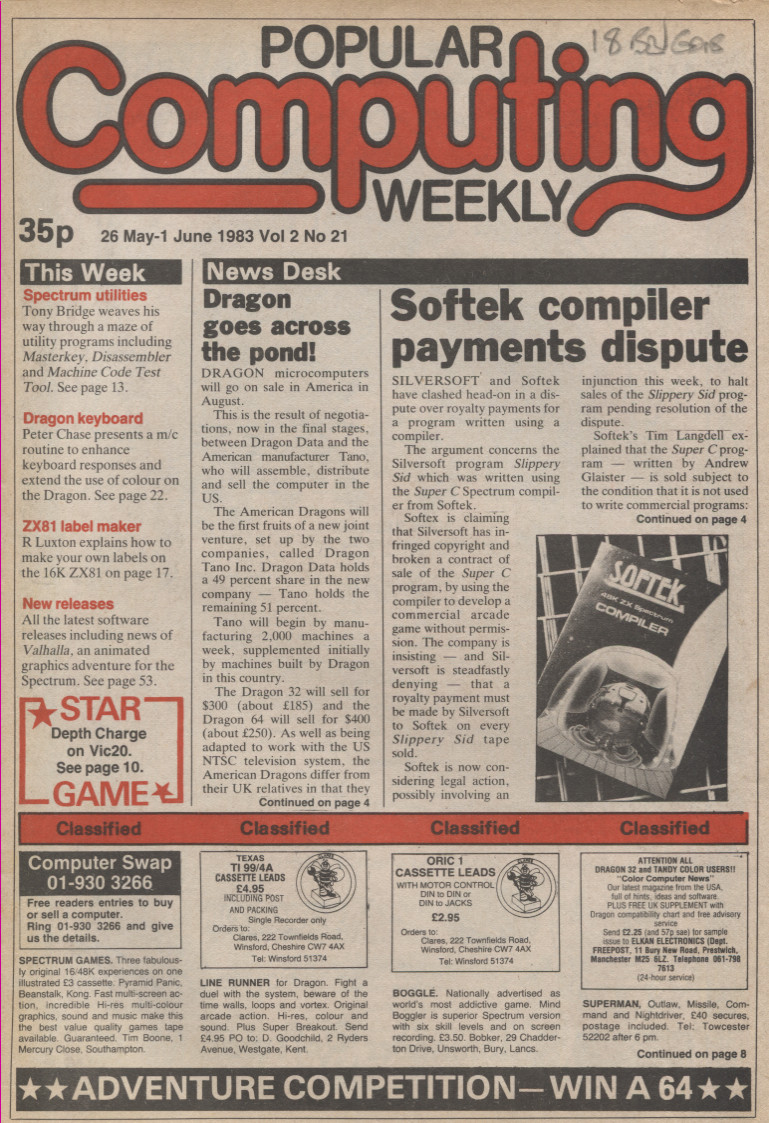 POPULAR
Computing
WEEKLY
35p 26 May-1 June 1983 Vol 2 No 21
This Week
Spectrum utilities
Tony Bridge weaves his
way through a maze of
utility programs including
Masterkey, Disassembler
and Machine Code Test
Tool. See page 13.
Dragon keyboard
Peter Chase presents a m/c
routine to enhance
keyboard responses and
extend the use of colour on
the Dragon. See page 22.
ZX81 label maker
R Luxton explains how to
make your own labels on
the 16K ZX81 on page 17.
New releases
All the latest software
releases including news of
Valhalla, an animated
graphics adventure for the
Spectrum. See page 53.
STAR
Depth Charge
on Vic20.
See page 10.
GAME
News Desk
Dragon
goes across
the pond!
DRAGON microcomputers
will go on sale in America in
August.
This is the result of negotia-
tions, now in the final stages,
between Dragon Data and the
American manufacturer Tano,
who will assemble, distribute
and sell the computer in the
US.
The American Dragons will
be the first fruits of a new joint
venture, set up by the two
companies, called Dragon
Tano Inc. Dragon Data holds
a 49 percent share in the new
company — Tano holds the
remaining 51 percent.
Tano will begin by manu-
facturing 2,000 machines a
week, supplemented initially
by machines built by Dragon
in this country.
The Dragon 32 will sell for
$300 (about £185) and the
Dragon 64 will sell for $400
(about £250). As well as being
adapted to work with the US
NTSC television system, the
American Dragons differ from
their UK relatives in that they
Continued on page 4
Softek compiler
payments dispute
SILVERSOFT and Softek
have clashed head-on in a dis-
pute over royalty payments for
a program written using a
compiler.
The argument concerns the
Silversoft program Slippery
Sid which was written using
the Super C Spectrum compil-
er from Softek.
Softex is claiming
that Silversoft has in-
fringed copyright and
broken a contract of
sale of the Super C
program, by using the
compiler to develop a
commercial arcade
game without permis-
sion. The company is
insisting — and Sil-
versoft is steadfastly
denying — that a
royalty payment must
be made by Silversoft
to Softek on every
Slippery Sid tape
sold.
Softek is now con-
sidering legal action,
possibly involving an
injunction this week, to halt
sales of the Slippery Sid prog-
ram pending resolution of the
dispute.
Softek's Tim Langdell ex-
plained that the Super C prog-
ram — written by Andrew
Glaister — is sold subject to
the condition that it is not used
to write commercial programs:
Continued on page 4
SOFTEK
48K ZX Spectrum
COMPILER
Classified Classified Classified Classified
Computer Swap
01-930 3266
Free readers entries to buy
or sell a computer.
Ring 01-930 3266 and give
us the details.
SPECTRUM GAMES. Three fabulous-
ly original 16/48K experiences on one
illustrated £3 cassette. Pyramid Panic,
Beanstalk, Kong. Fast multi-screen ac-
tion, incredible Hi-res multi-colour
graphics, sound and music make this
the best value quality games tape
available. Guaranteed. Tim Boone, 1
Mercury Close, Southampton.
TEXAS
TI 99/4A
CASSETTE LEADS
£4.95
INCLUDING POST
AND PACKING
Single Recorder only
Orders to:
Clares, 222 Townfields Road,
Winsford, Cheshire CW7 4AX
Tel: Winsford 51374
LINE RUNNER for Dragon. Fight a
duel with the system, beware of the
time walls, loops and vortex. Original
arcade action. Hi-res, colour and
sound. Plus Super Breakout. Send
£4.95 PO to; D. Goodchild, 2 Ryders
Avenue, Westgate, Kent.
ORIC 1
CASSETTE LEADS
WITH MOTOR CONTROL
DIN to DIN or
DIN to JACKS
£2.95
Orders to:
Clares, 222 Townfields Road,
Winsford, Cheshire CW7 4AX
Tel: Winsford 51374
BOGGLE. Nationally advertised as
world's most addictive game. Mind
Boggler is superior Spectrum version
with six skill levels and on screen
recording. £3.50. Bobker, 29 Chadder-
ton Drive, Unsworth, Bury, Lancs.
ATTENTION ALL
DRAGON 32 and TANDY COLOR USERS!!
"Color Computer News"
Our latest magazine from the USA,
full of hints, ideas and software.
PLUS FREE UK SUPPLEMENT with
Dragon compatibility chart and free advisory
service
Send £2.25 (and 57p sae) for sample
issue to ELKAN ELECTRONICS (Dept.
FREEPOST, 11 Bury New Road, Prestwich,
Manchester M25 6LZ. Telephone 061-798
7613
(24-hour service)
SUPERMAN, Outlaw, Missile, Com-
mand and Nightdriver, £40 secures,
postage included. Tel: Towcester
52202 after 6 pm.
Continued on page 8
★★ADVENTURE COMPETITION—WIN A 64★★